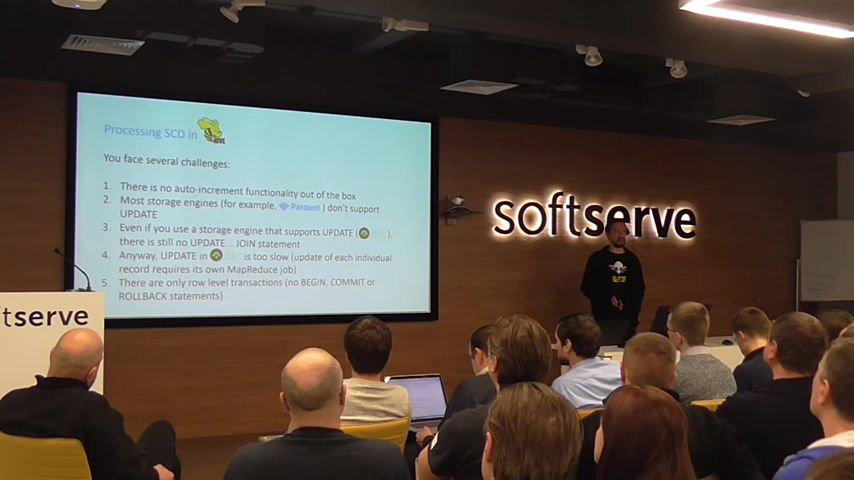 Processing SCD in HIVE
You face several challenges:
1. There is no auto-increment functionality out of the box
2. Most storage engines (for example, Parquet ) don't support
UPDATE
3. Even if you use a storage engine that supports UPDATE ( ),
there is still no UPDATE... JOIN statement
4. Anyway, UPDATE in is too slow (update of each individual
record requires its own MapReduce job)
5. There are only row level transactions (no BEGIN, COMMIT or
ROLLBACK statements)
softserve
ftserve